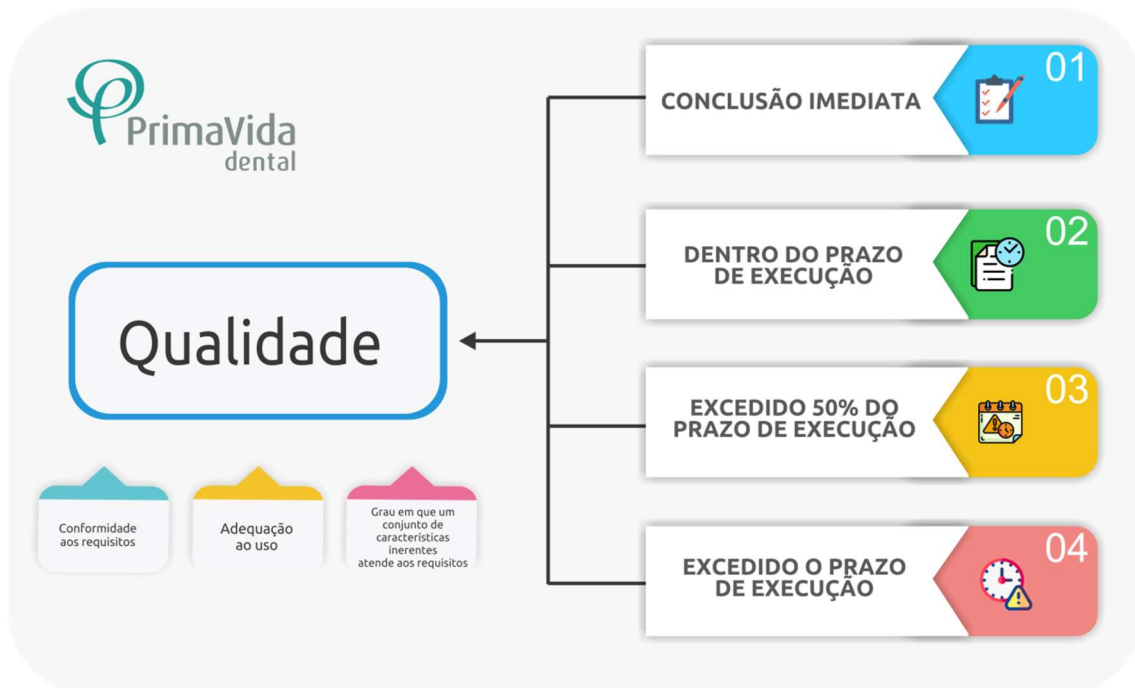 PrimaVida
dental
Qualidade
Conformidade
aos requisitos
Adequação
ao uso
Grau em que um
conjunto de
características
inerentes
atende aos requisitos
CONCLUSÃO IMEDIATA
01
DENTRO DO PRAZO
DE EXECUÇÃO
02
EXCEDIDO 50% DO
PRAZO DE EXECUÇÃO
03
EXCEDIDO O PRAZO
DE EXECUÇÃO
04